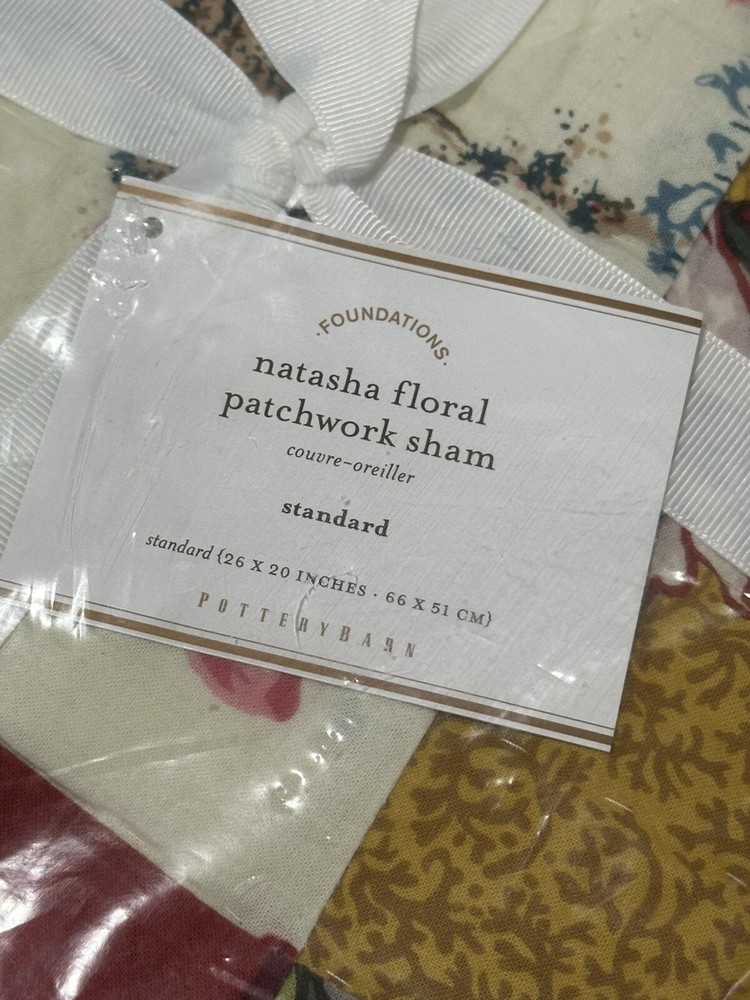 ·FOUNDATIONS·
natasha floral
patchwork sham
couvre-oreiller
standard
standard {26 X 20 INCHES · 66 X 51 CM}
POTTERYBARN